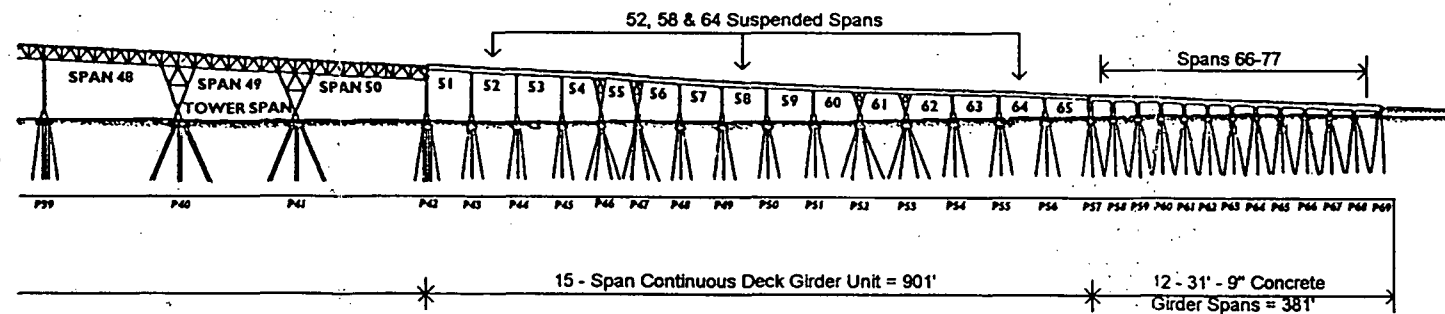 52, 58 & 64 Suspended Spans
Spans 66-77
SPAN 48
SPAN 49
TOWER SPAN
SPAN 50
51 52 53 54 55 56 57 58 59 60 61 62 63 64 65
P39 P40 P41 P42 P43 P44 P45 P46 P47 P48 P49 P50 P51 P52 P53 P54 P55 P56 P57 P58 P59 P60 P61 P62 P63 P64 P65 P66 P67 P68 P69
15 - Span Continuous Deck Girder Unit = 901'
12 - 31' - 9" Concrete
Girder Spans = 381'